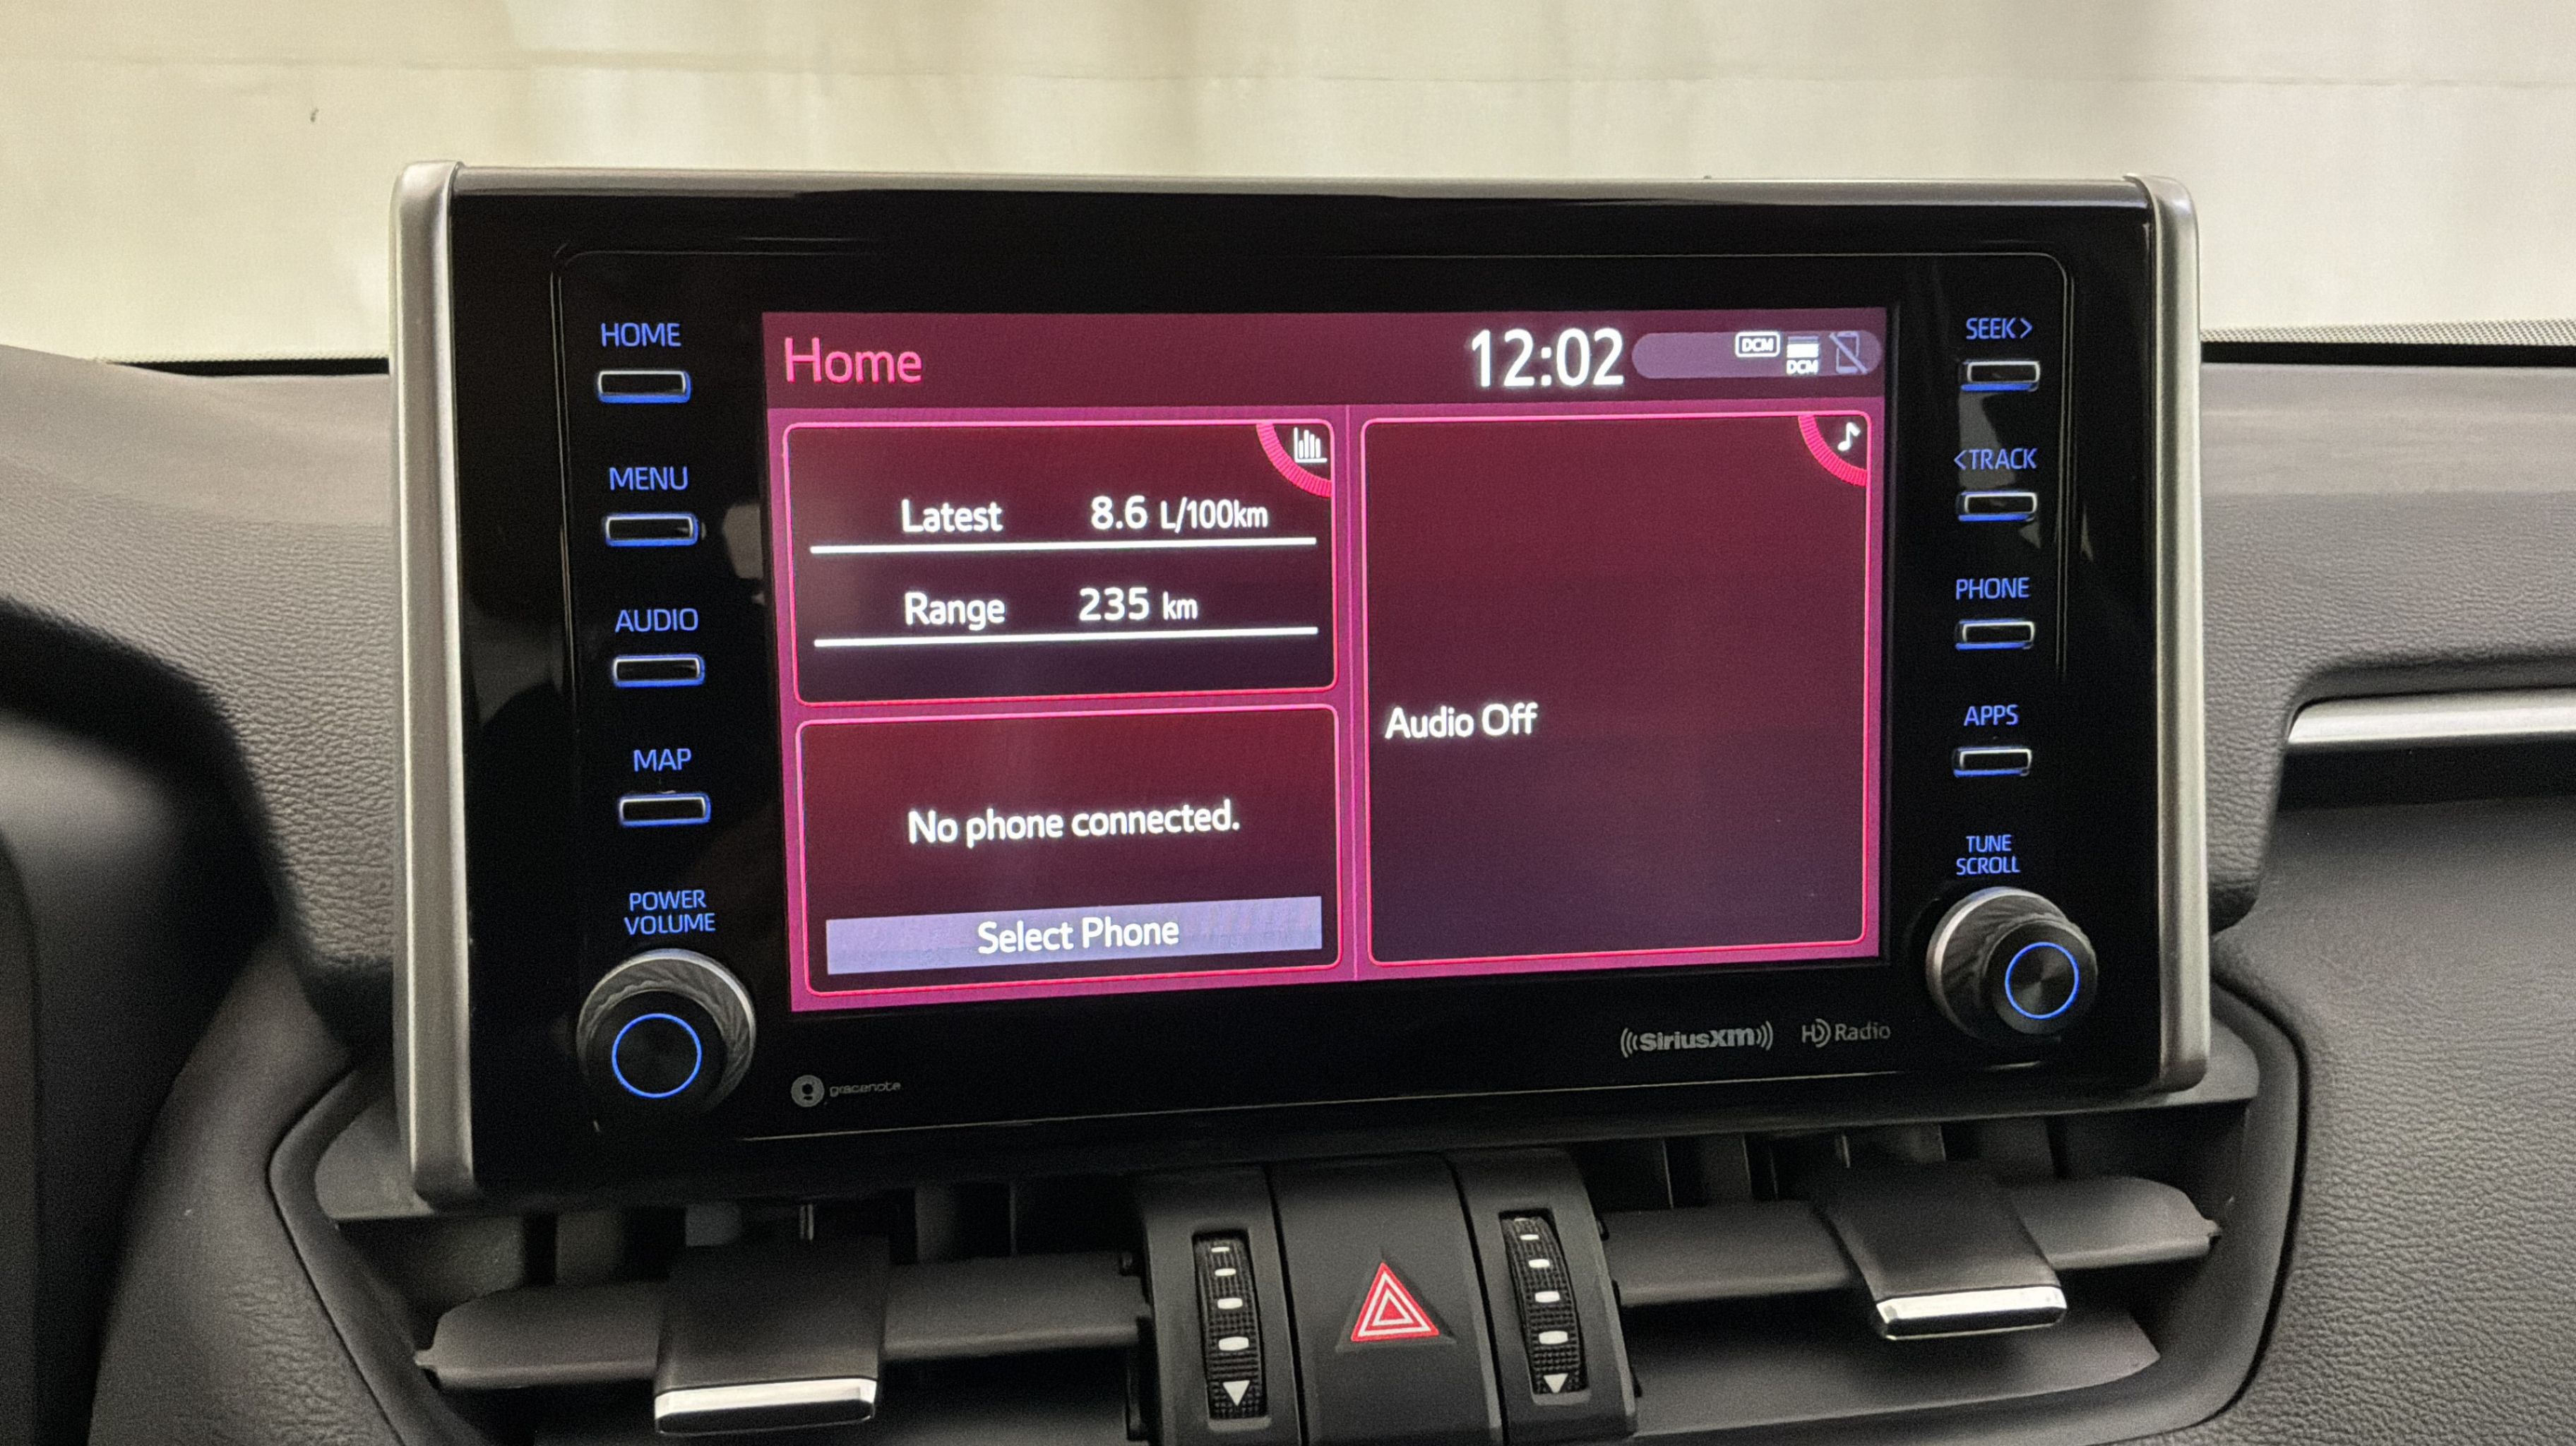 HOME
MENU
AUDIO
MAP
POWER
VOLUME
Home
12:02
DCM
DCM
Latest 8.6 L/100km
Range 235 km
No phone connected.
Select Phone
Audio Off
SEEK>
<TRACK
PHONE
APPS
TUNE
SCROLL
gracenote
((SiriusXM))
HD Radio